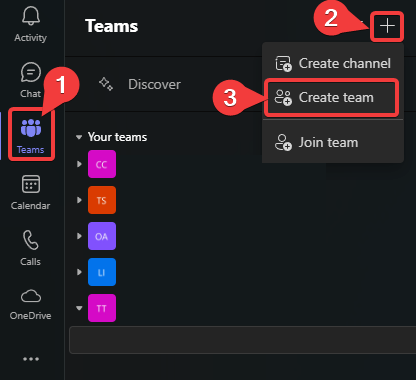 Activity
Chat
Teams
Calendar
Calls
OneDrive
Teams
Discover
Your teams
CC
TS
OA
LI
TT
Create channel
Create team
Join team
1
2
3